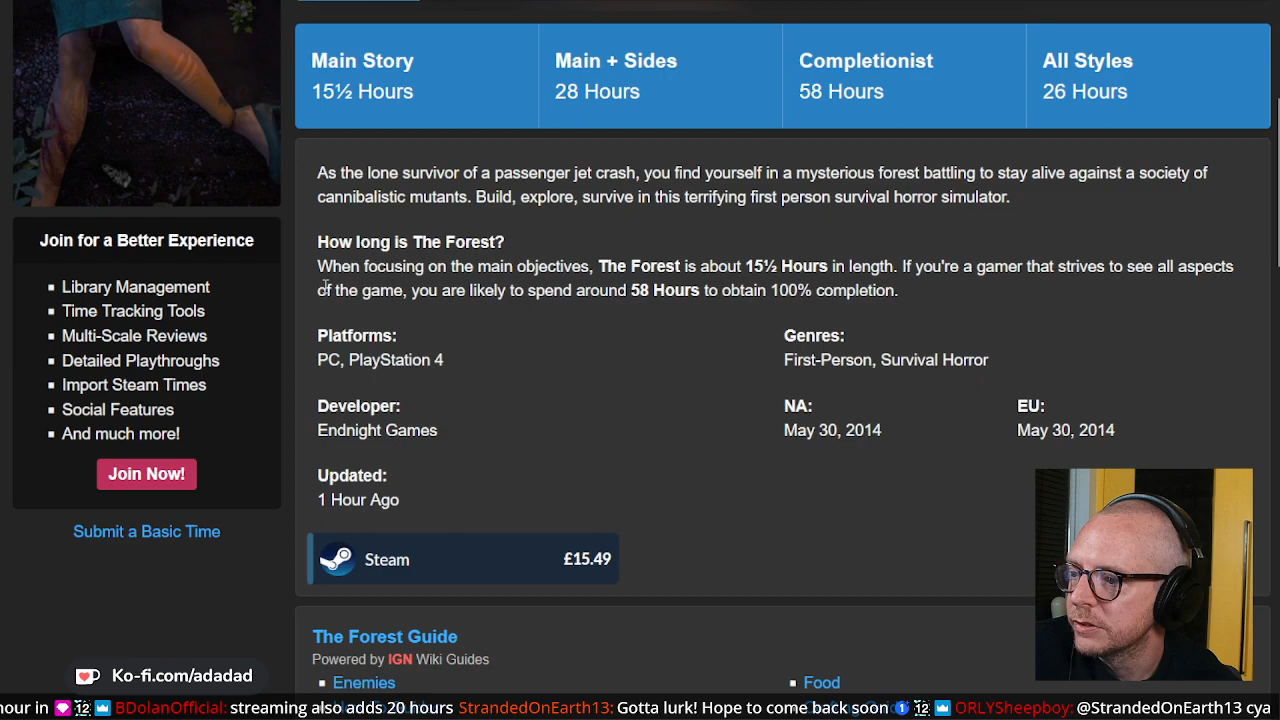 Main Story
15½ Hours
Main + Sides
28 Hours
Completionist
58 Hours
All Styles
26 Hours
As the lone survivor of a passenger jet crash, you find yourself in a mysterious forest battling to stay alive against a society of
cannibalistic mutants. Build, explore, survive in this terrifying first person survival horror simulator.
How long is The Forest?
When focusing on the main objectives, The Forest is about 15½ Hours in length. If you're a gamer that strives to see all aspects
of the game, you are likely to spend around 58 Hours to obtain 100% completion.
Platforms:
PC, PlayStation 4
Genres:
First-Person, Survival Horror
Developer:
Endnight Games
NA:
May 30, 2014
EU:
May 30, 2014
Updated:
1 Hour Ago
Steam £15.49
The Forest Guide
Powered by IGN Wiki Guides
Enemies
Food
Join for a Better Experience
Library Management
Time Tracking Tools
Multi-Scale Reviews
Detailed Playthroughs
Import Steam Times
Social Features
And much more!
Join Now!
Submit a Basic Time
Ko-fi.com/adadad
hour in 12 BDolanOfficial: streaming also adds 20 hours StrandedOnEarth13: Gotta lurk! Hope to come back soon 1 12 ORLYSheepboy: @StrandedOnEarth13 cya